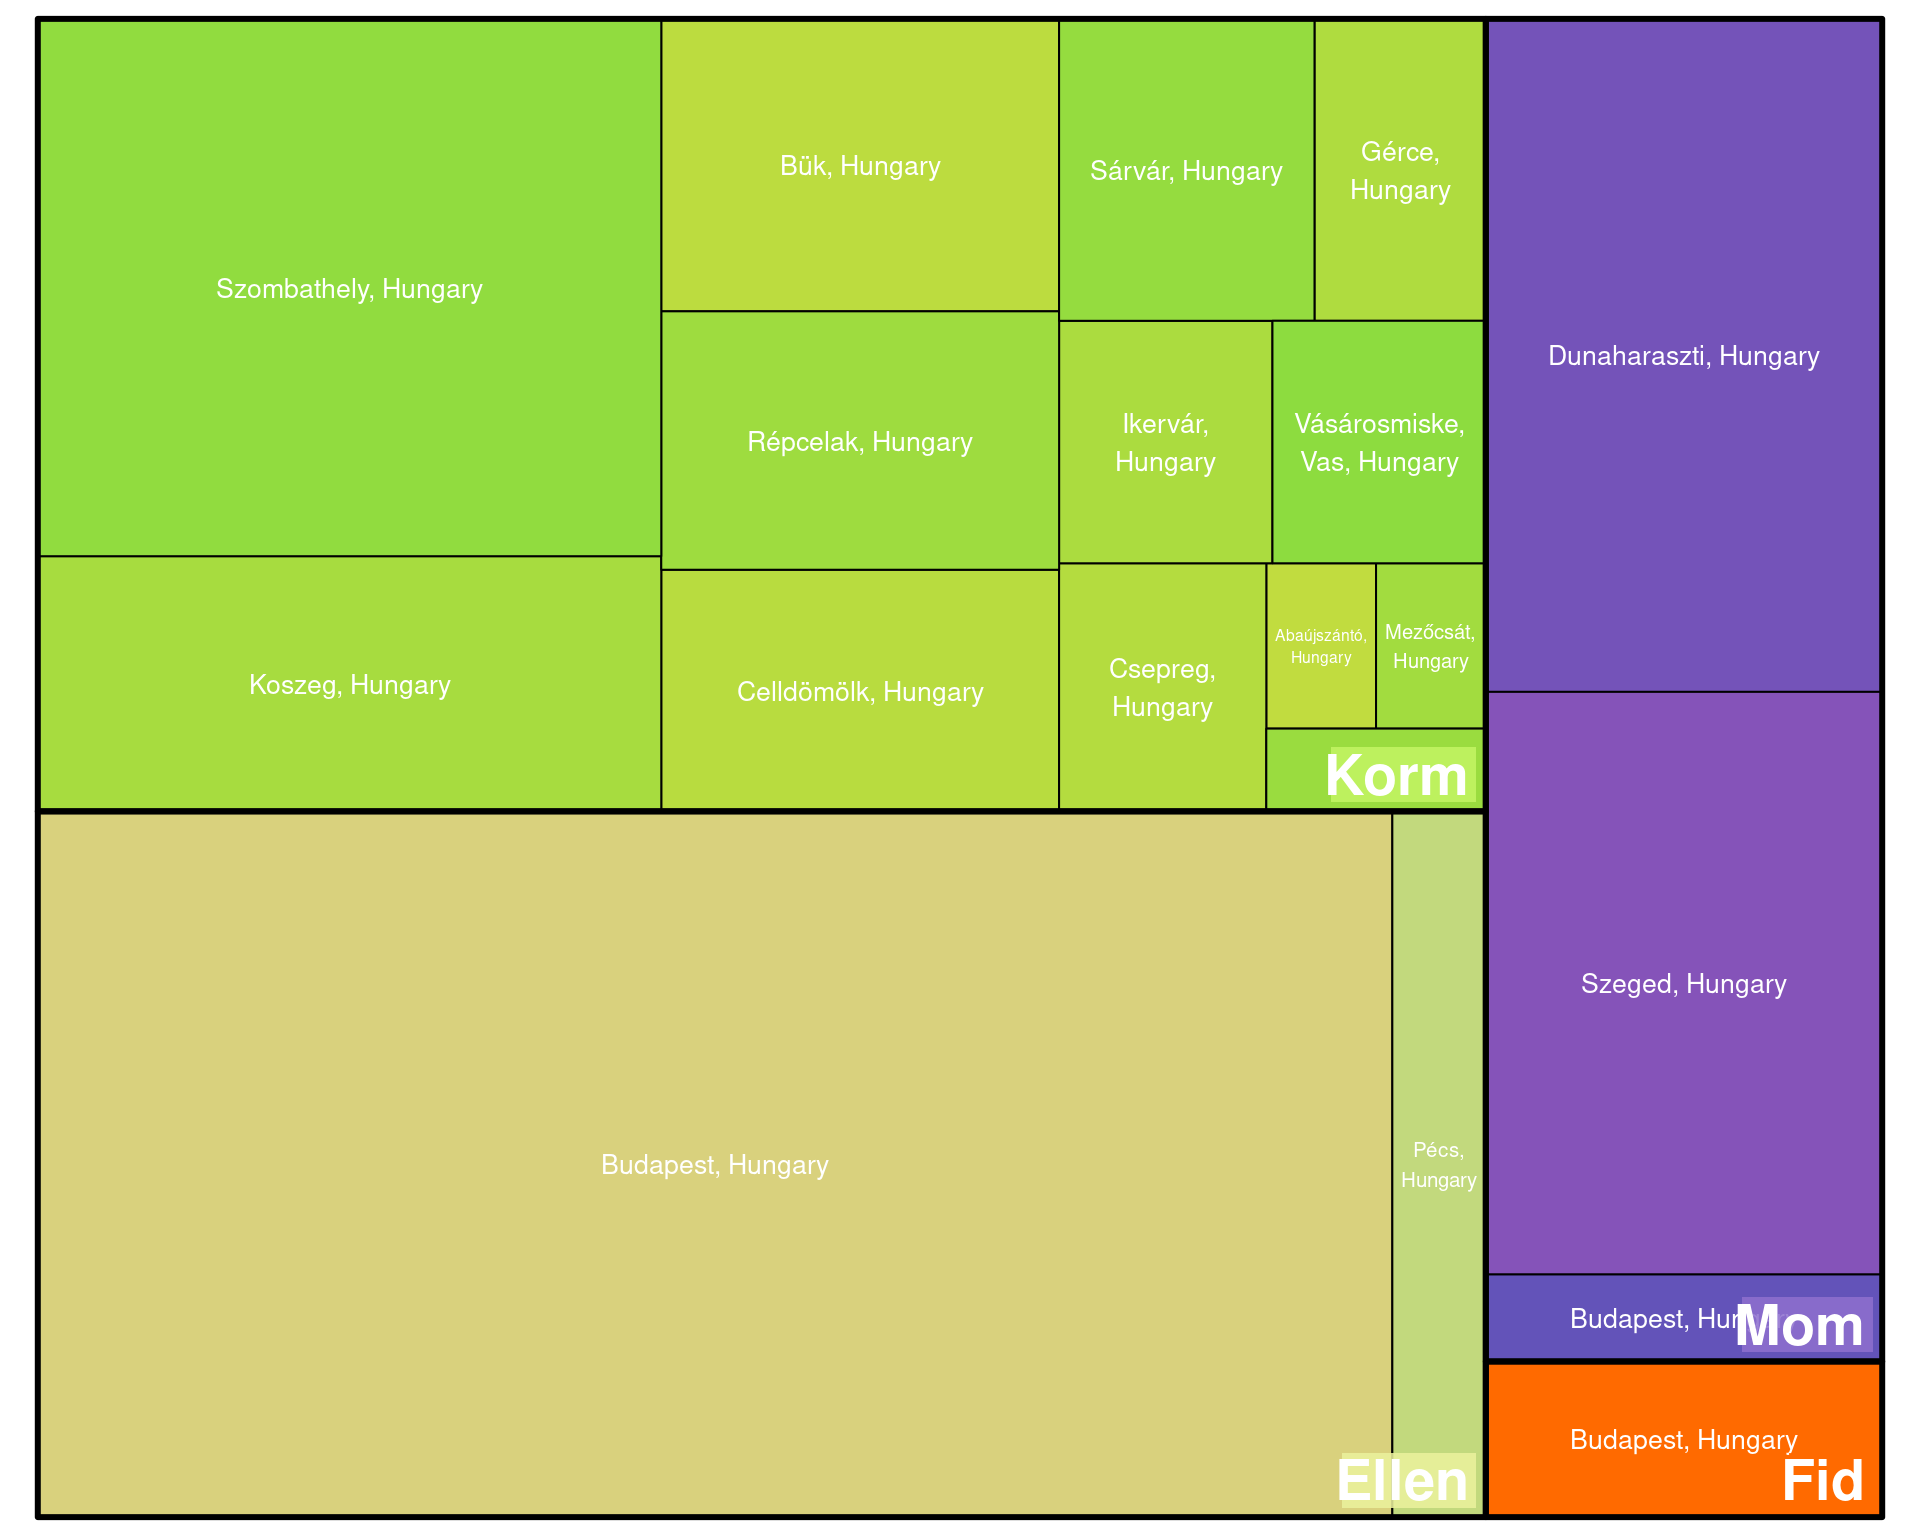 Szombathely, Hungary
Koszeg, Hungary
Bük, Hungary
Répcelak, Hungary
Celldömölk, Hungary
Sárvár, Hungary
Gérce,
Hungary
Ikervár,
Hungary
Vásárosmiske,
Vas, Hungary
Csepreg,
Hungary
Abaújszántó,
Hungary
Mezőcsát,
Hungary
Korm
Budapest, Hungary
Pécs,
Hungary
Ellen
Dunaharaszti, Hungary
Szeged, Hungary
Budapest,
Mom
Budapest, Hungary
Fid